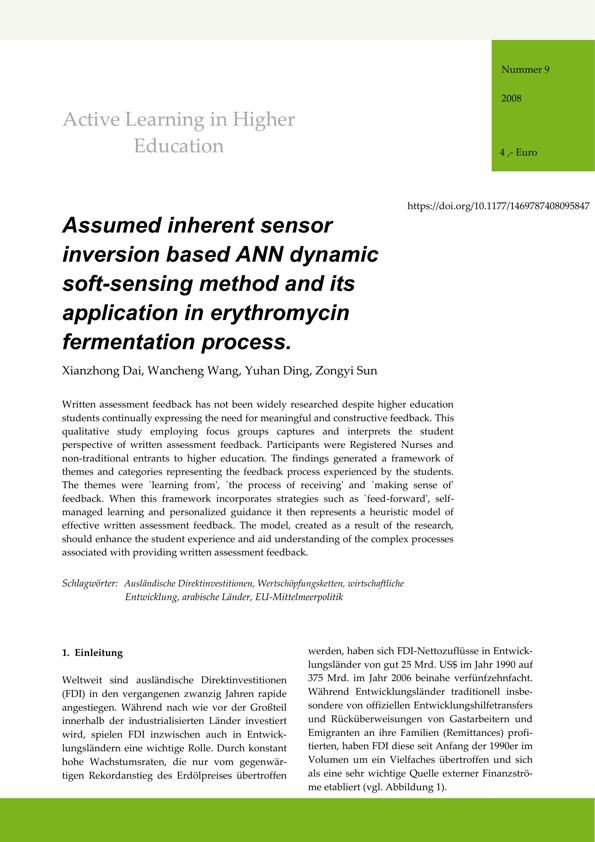 Nummer 9
2008
4 ,- Euro
Active Learning in Higher
Education
https://doi.org/10.1177/1469787408095847
Assumed inherent sensor
inversion based ANN dynamic
soft-sensing method and its
application in erythromycin
fermentation process.
Xianzhong Dai, Wancheng Wang, Yuhan Ding, Zongyi Sun
Written assessment feedback has not been widely researched despite higher education
students continually expressing the need for meaningful and constructive feedback. This
qualitative study employing focus groups captures and interprets the student
perspective of written assessment feedback. Participants were Registered Nurses and
non-traditional entrants to higher education. The findings generated a framework of
themes and categories representing the feedback process experienced by the students.
The themes were `learning from', `the process of receiving' and `making sense of'
feedback. When this framework incorporates strategies such as `feed-forward', self-
managed learning and personalized guidance it then represents a heuristic model of
effective written assessment feedback. The model, created as a result of the research,
should enhance the student experience and aid understanding of the complex processes
associated with providing written assessment feedback.
Schlagwörter: Ausländische Direktinvestitionen, Wertschöpfungsketten, wirtschaftliche
Entwicklung, arabische Länder, EU-Mittelmeerpolitik
1. Einleitung
Weltweit sind ausländische Direktinvestitionen
(FDI) in den vergangenen zwanzig Jahren rapide
angestiegen. Während nach wie vor der Großteil
innerhalb der industrialisierten Länder investiert
wird, spielen FDI inzwischen auch in Entwick-
lungsländern eine wichtige Rolle. Durch konstant
hohe Wachstumsraten, die nur vom gegenwär-
tigen Rekordanstieg des Erdölpreises übertroffen
werden, haben sich FDI-Nettozuflüsse in Entwick-
lungsländer von gut 25 Mrd. US$ im Jahr 1990 auf
375 Mrd. im Jahr 2006 beinahe verfünfzehnfacht.
Während Entwicklungsländer traditionell insbe-
sondere von offiziellen Entwicklungshilfetransfers
und Rücküberweisungen von Gastarbeitern und
Emigranten an ihre Familien (Remittances) profi-
tierten, haben FDI diese seit Anfang der 1990er im
Volumen um ein Vielfaches übertroffen und sich
als eine sehr wichtige Quelle externer Finanzströ-
me etabliert (vgl. Abbildung 1).